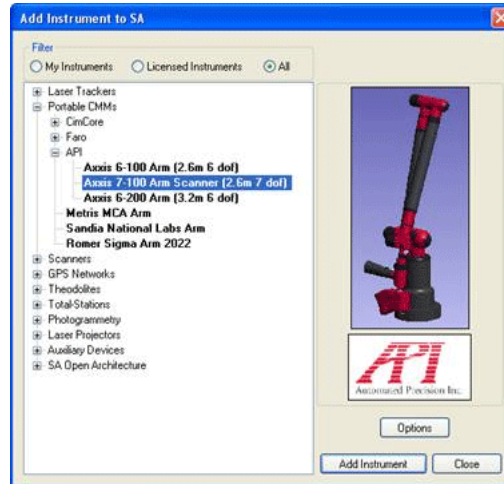 Add Instrument to SA
Filter
My Instruments
Licensed Instruments
All
Laser Trackers
Portable CMMs
CimCore
Faro
API
Axxis 6-100 Arm (2.6m 6 dof)
Axxis 7-100 Arm Scanner (2.6m 7 dof)
Axxis 6-200 Arm (3.2m 6 dof)
Metris MCA Arm
Sandia National Labs Arm
Romer Sigma Arm 2022
Scanners
GPS Networks
Theodolites
Total-Stations
Photogrammetry
Laser Projectors
Auxiliary Devices
SA Open Architecture
API
Automated Precision Inc.
Options
Add Instrument
Close